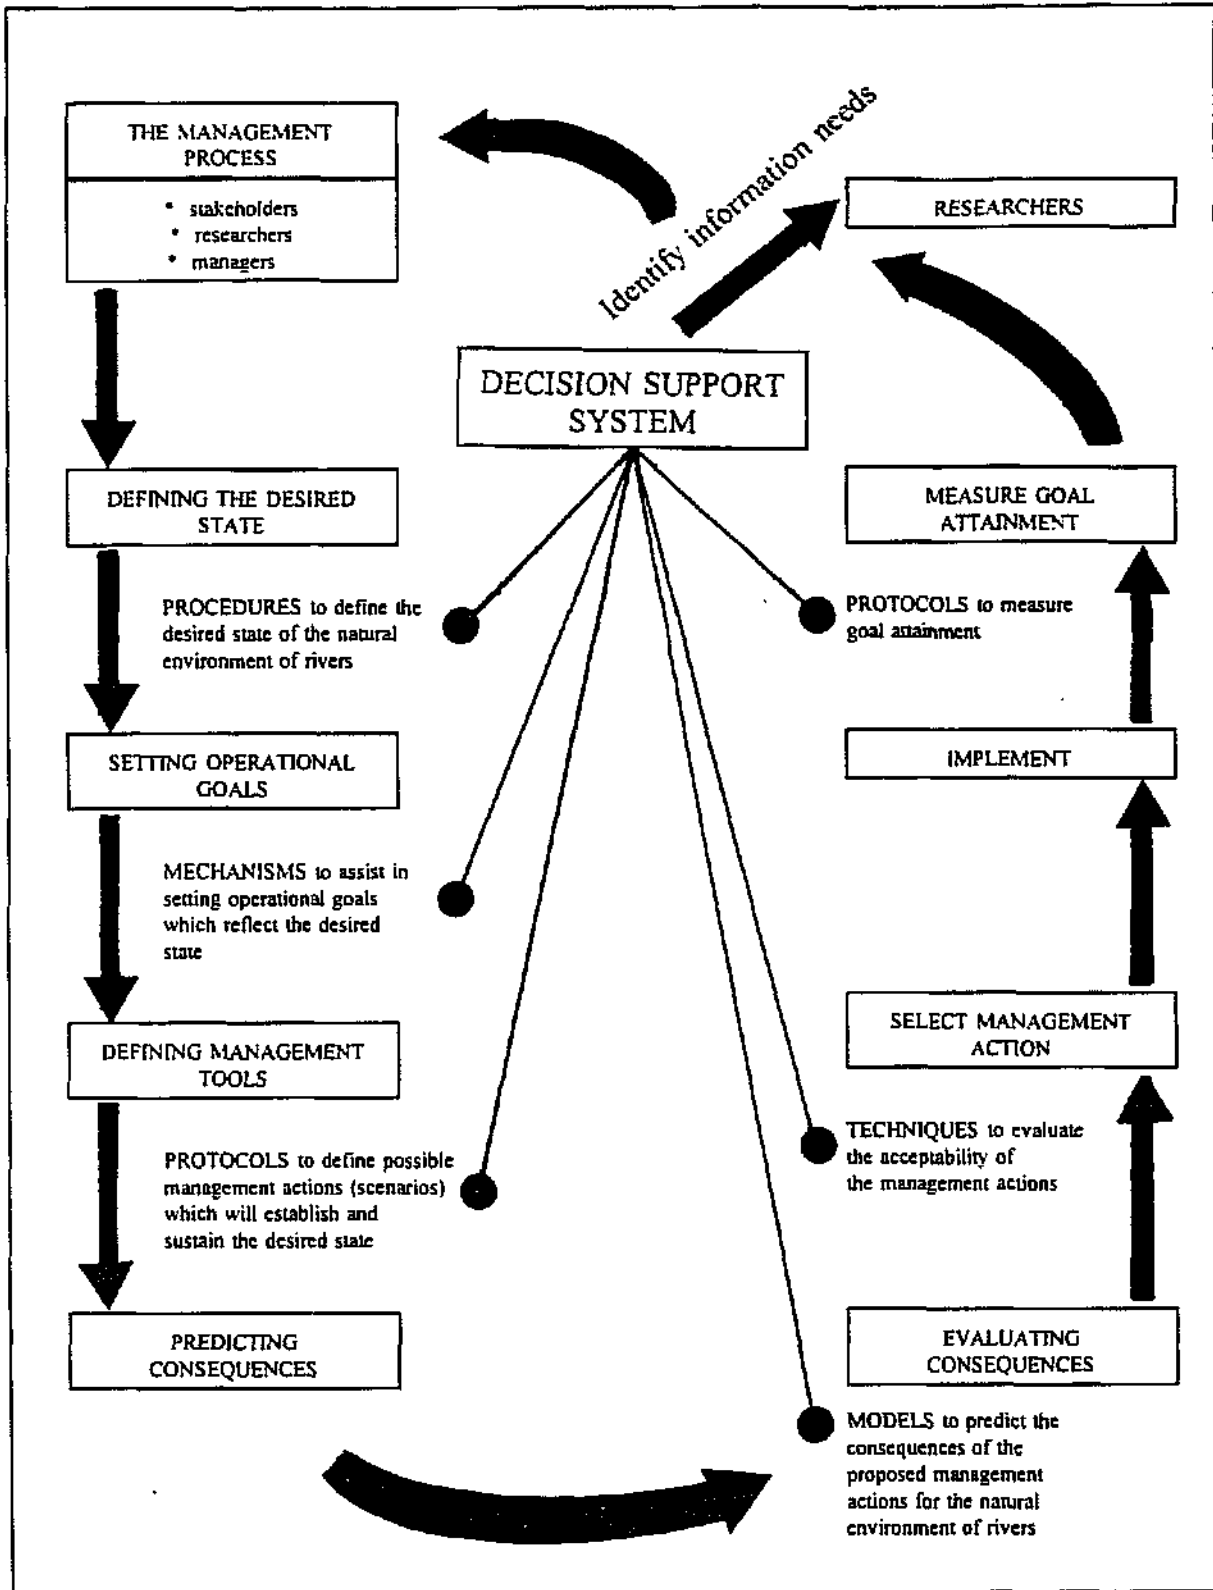 THE MANAGEMENT
PROCESS
• stakeholders
• researchers
• managers
Identify information needs
RESEARCHERS
DECISION SUPPORT
SYSTEM
DEFINING THE DESIRED
STATE
MEASURE GOAL
ATTAINMENT
PROCEDURES to define the
desired state of the natural
environment of rivers
PROTOCOLS to measure
goal attainment
SETTING OPERATIONAL
GOALS
IMPLEMENT
MECHANISMS to assist in
setting operational goals
which reflect the desired
state
DEFINING MANAGEMENT
TOOLS
SELECT MANAGEMENT
ACTION
PROTOCOLS to define possible
management actions (scenarios)
which will establish and
sustain the desired state
TECHNIQUES to evaluate
the acceptability of
the management actions
PREDICTING
CONSEQUENCES
EVALUATING
CONSEQUENCES
MODELS to predict the
consequences of the
proposed management
actions for the natural
environment of rivers